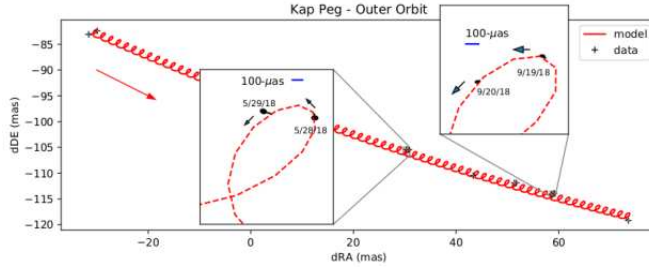 Kap Peg - Outer Orbit
100-μas
9/19/18
9/20/18
model
data
100-μas
5/29/18
5/28/18
dDE (mas)
−85
−90
−95
−100
−105
−110
−115
−120
−20
0
20
40
60
dRA (mas)